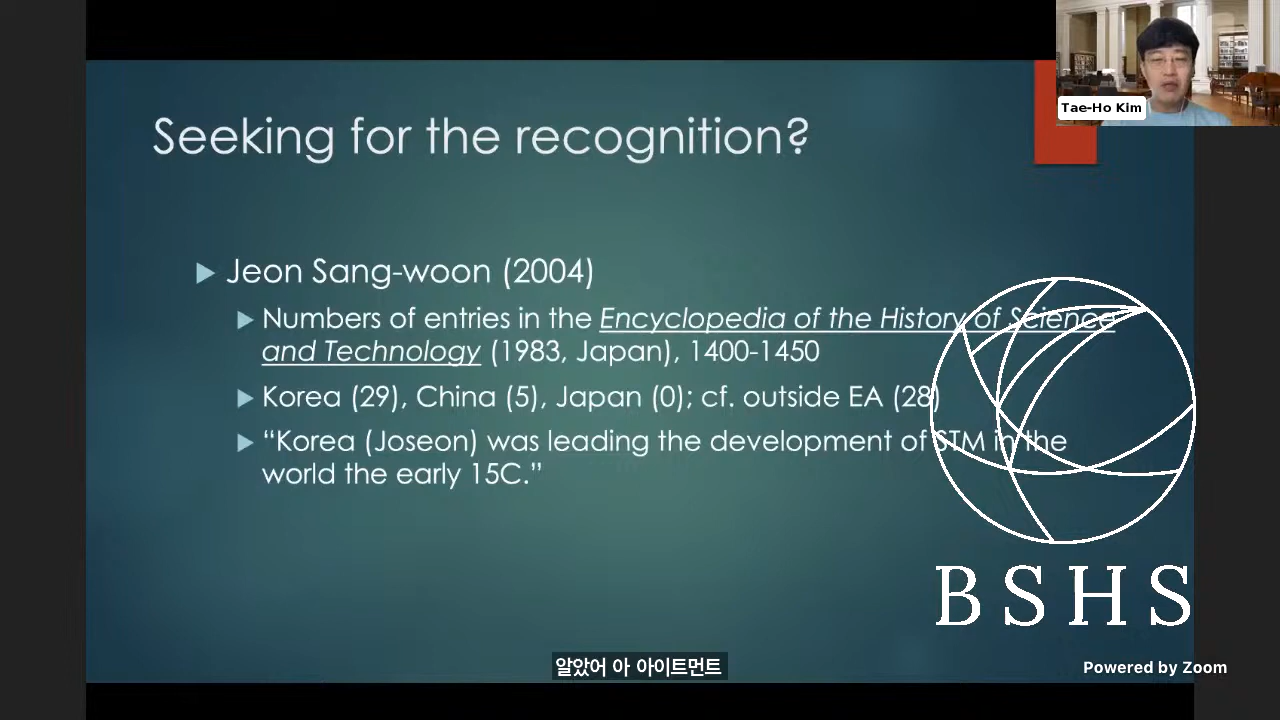 Tae-Ho Kim
Seeking for the recognition?
Jeon Sang-woon (2004)
Numbers of entries in the Encyclopedia of the History of Science
and Technology (1983, Japan), 1400-1450
Korea (29), China (5), Japan (0); cf. outside EA (28)
“Korea (Joseon) was leading the development of STM in the
world the early 15C.”
BSHS
알았어 아 아이트먼트
Powered by Zoom